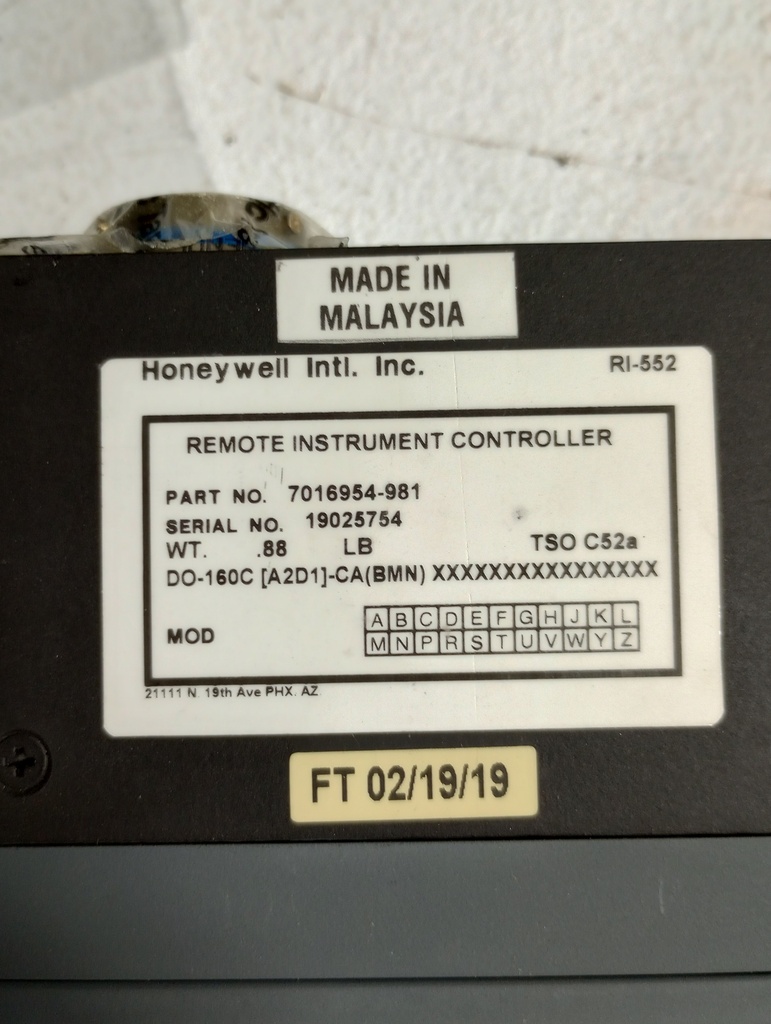 MADE IN
MALAYSIA
Honeywell Intl. Inc. RI-552
REMOTE INSTRUMENT CONTROLLER
PART NO. 7016954-981
SERIAL NO. 19025754
WT. .88 LB TSO C52a
DO-160C [A2D1]-CA(BMN) XXXXXXXXXXXXXXXX
A B C D E F G H J K L
MOD
M N P R S T U V W Y Z
21111 N. 19th Ave PHX. AZ
FT 02/19/19